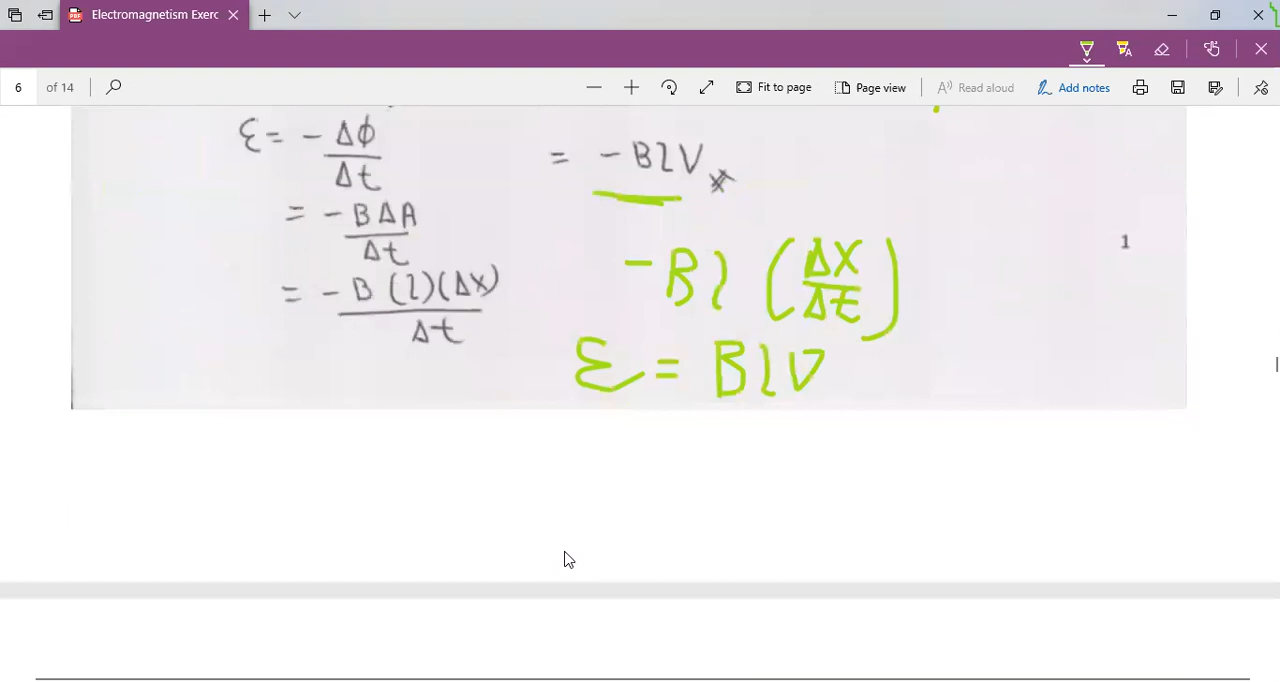 Electromagnetism Exerc
6 of 14
Fit to page
Page view
Read aloud
Add notes
ε = - Δϕ/Δt
= - BΔA/Δt
= - B (l)(Δx)/Δt
= - BlV
- Bl (Δx/Δt)
ε = BlV
1